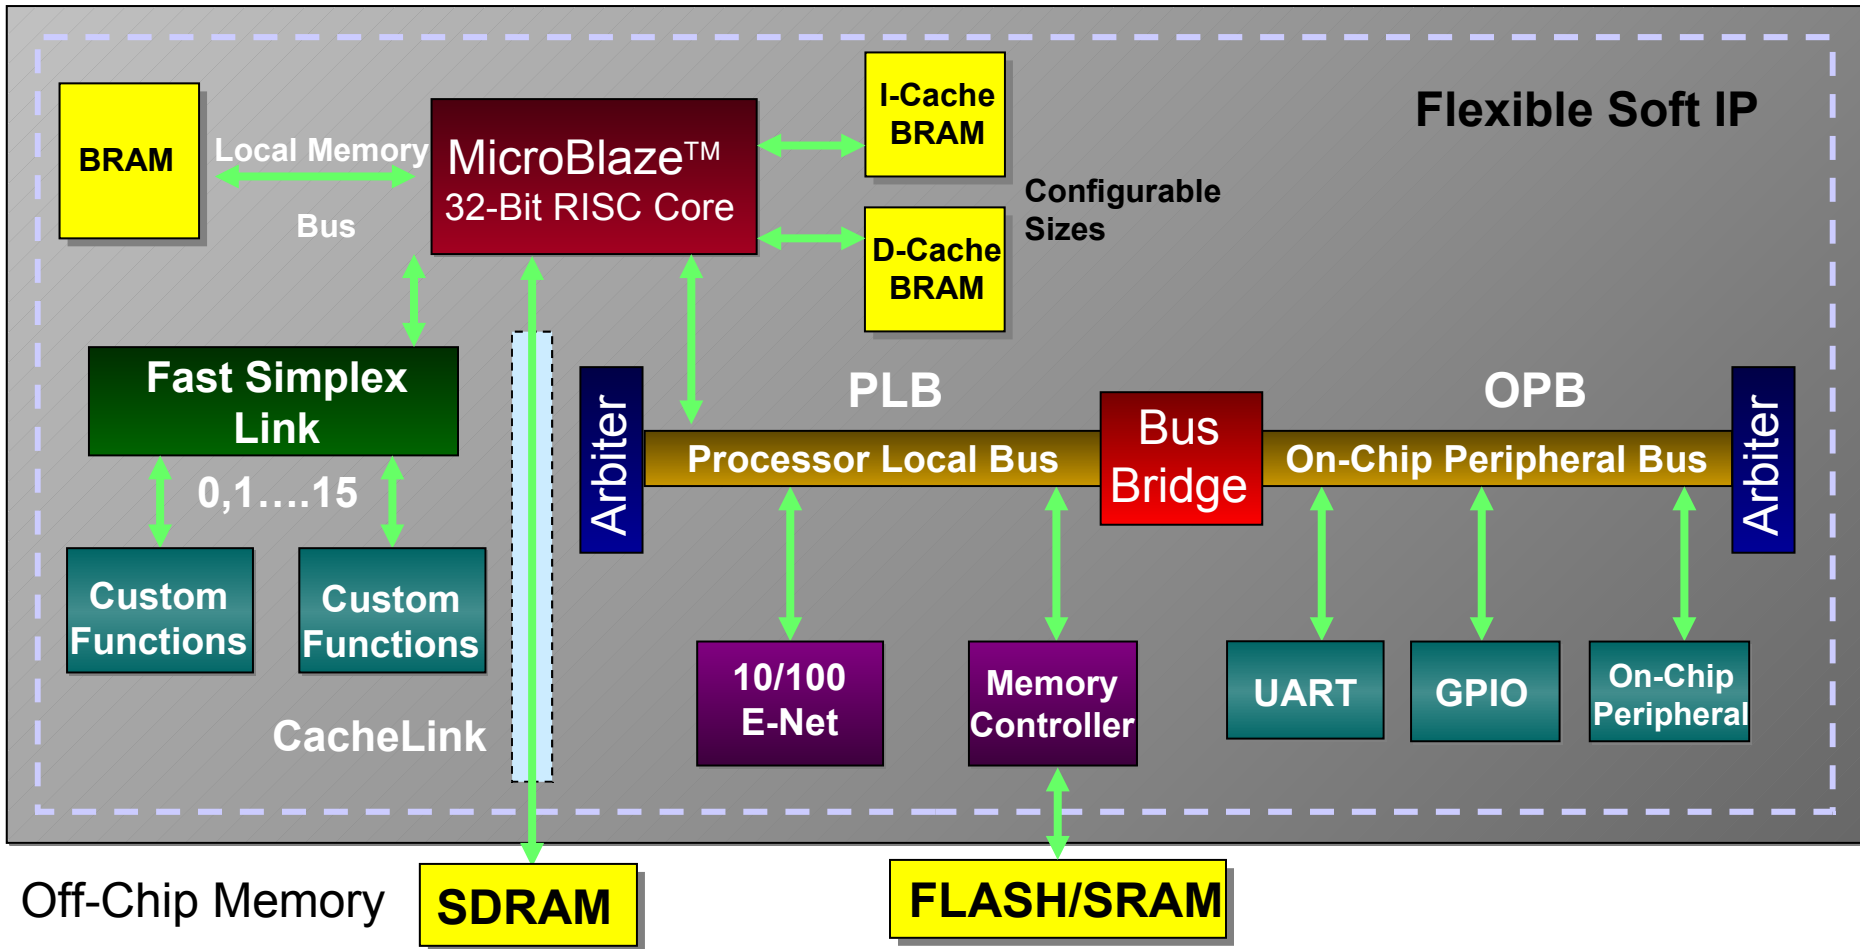 I-Cache
BRAM
Flexible Soft IP
BRAM
Local Memory
Bus
MicroBlaze™
32-Bit RISC Core
Configurable
Sizes
D-Cache
BRAM
Fast Simplex
Link
0,1....15
Custom
Functions
Custom
Functions
CacheLink
Arbiter
PLB
Processor Local Bus
Bus
Bridge
OPB
On-Chip Peripheral Bus
Arbiter
10/100
E-Net
Memory
Controller
UART
GPIO
On-Chip
Peripheral
Off-Chip Memory
SDRAM
FLASH/SRAM